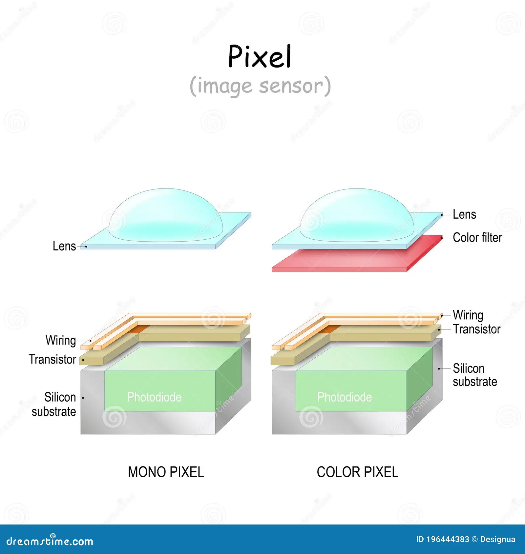 Pixel
(image sensor)
Lens
Lens
Color filter
Wiring
Transistor
Silicon
substrate
Photodiode
Wiring
Transistor
Silicon
substrate
Photodiode
MONO PIXEL
COLOR PIXEL
dreamstime.com
ID 196444383 © Designua